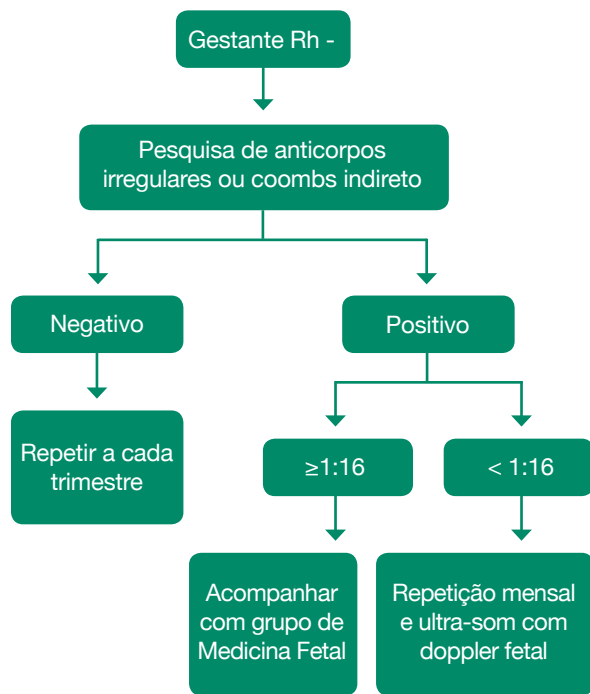 Gestante Rh -
Pesquisa de anticorpos
irregulares ou coombs indireto
Negativo
Positivo
Repetir a cada
trimestre
≥1:16
< 1:16
Acompanhar
com grupo de
Medicina Fetal
Repetição mensal
e ultra-som com
doppler fetal